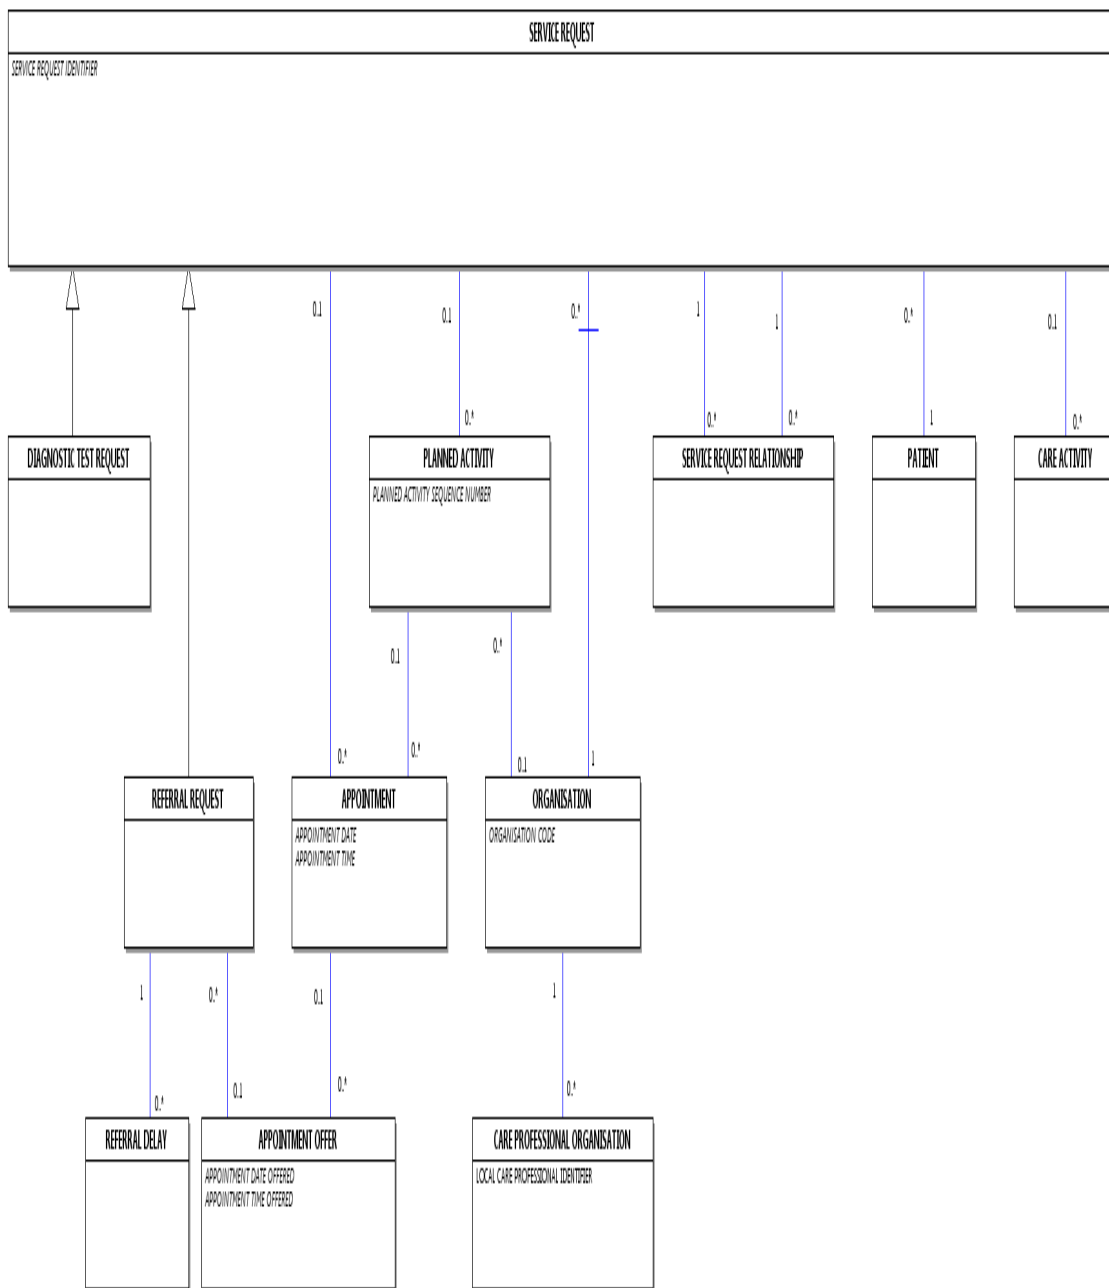 SERVICE REQUEST
SERVICE REQUEST IDENTIFIER
0..1
0..1
0..*
1
1
0..*
0..1
0..*
0..*
0..*
1
0..*
DIAGNOSTIC TEST REQUEST
PLANNED ACTIVITY
PLANNED ACTIVITY SEQUENCE NUMBER
SERVICE REQUEST RELATIONSHIP
PATIENT
CARE ACTIVITY
0..1
0..*
0..*
0..*
0..1
1
REFERRAL REQUEST
APPOINTMENT
APPOINTMENT DATE
APPOINTMENT TIME
ORGANISATION
ORGANISATION CODE
1
0..*
0..1
1
0..*
0..1
0..*
0..*
REFERRAL DELAY
APPOINTMENT OFFER
APPOINTMENT DATE OFFERED
APPOINTMENT TIME OFFERED
CARE PROFESSIONAL ORGANISATION
LOCAL CARE PROFESSIONAL IDENTIFIER